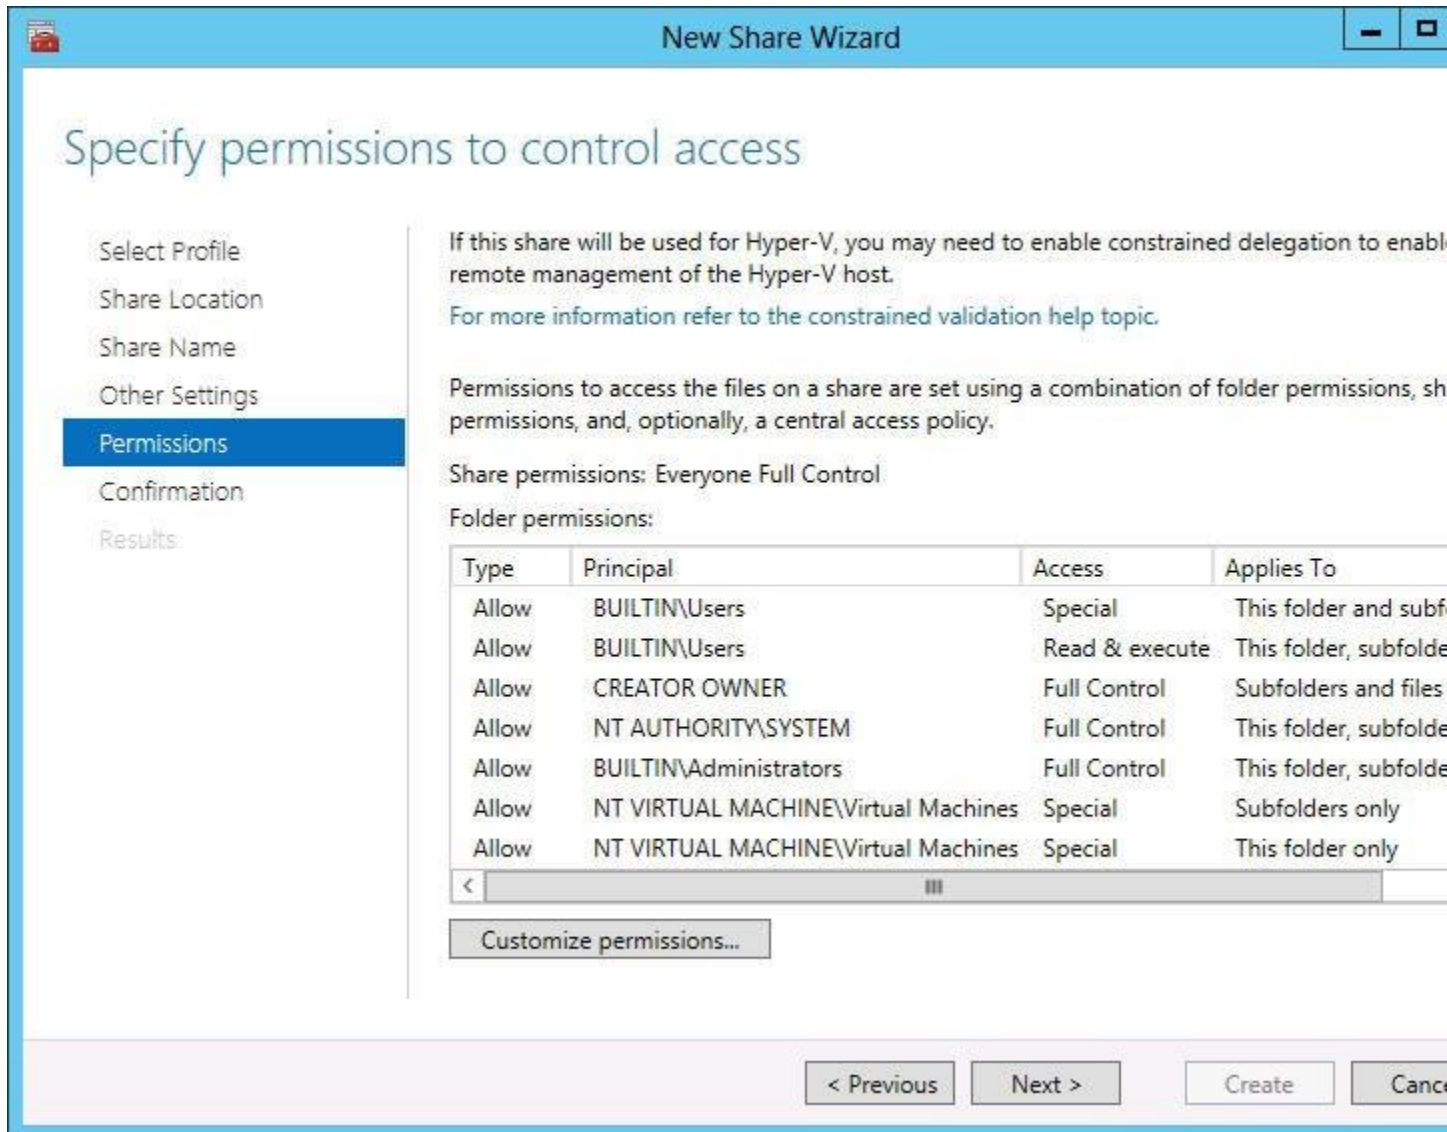 New Share Wizard
Specify permissions to control access
Select Profile
Share Location
Share Name
Other Settings
Permissions
Confirmation
Results
If this share will be used for Hyper-V, you may need to enable constrained delegation to enabl
remote management of the Hyper-V host.
For more information refer to the constrained validation help topic.
Permissions to access the files on a share are set using a combination of folder permissions, sh
permissions, and, optionally, a central access policy.
Share permissions: Everyone Full Control
Folder permissions:
Type Principal Access Applies To
Allow BUILTIN\Users Special This folder and subf
Allow BUILTIN\Users Read & execute This folder, subfolde
Allow CREATOR OWNER Full Control Subfolders and files
Allow NT AUTHORITY\SYSTEM Full Control This folder, subfolde
Allow BUILTIN\Administrators Full Control This folder, subfolde
Allow NT VIRTUAL MACHINE\Virtual Machines Special Subfolders only
Allow NT VIRTUAL MACHINE\Virtual Machines Special This folder only
Customize permissions...
< Previous Next > Create Cance